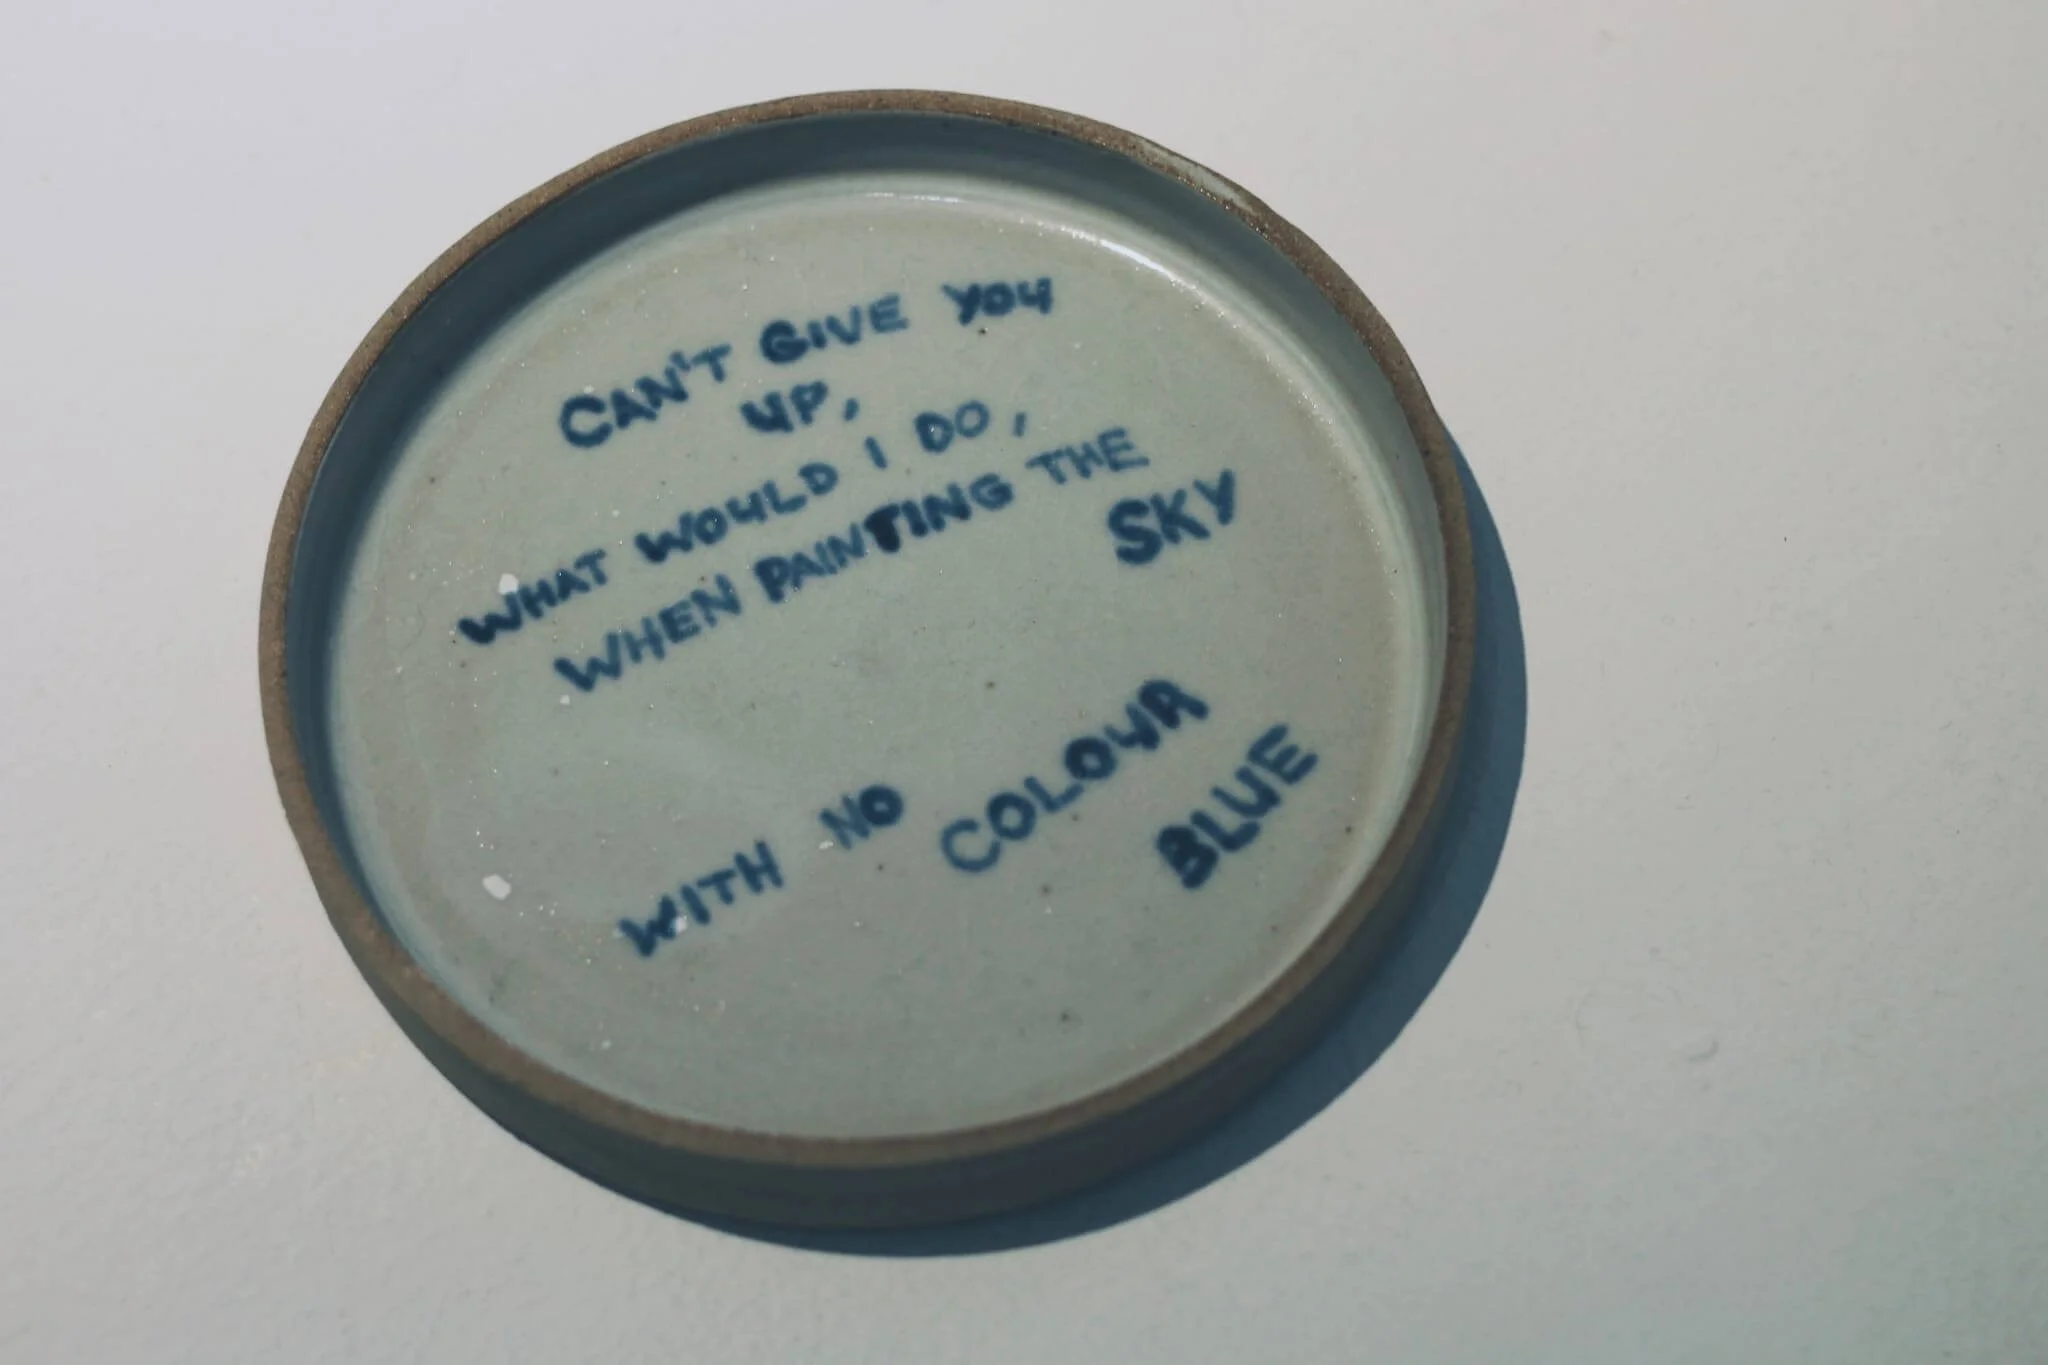 CAN'T GIVE YOU
UP,
WHAT WOULD I DO,
WHEN PAINTING THE
SKY
WITH NO COLOUR
BLUE